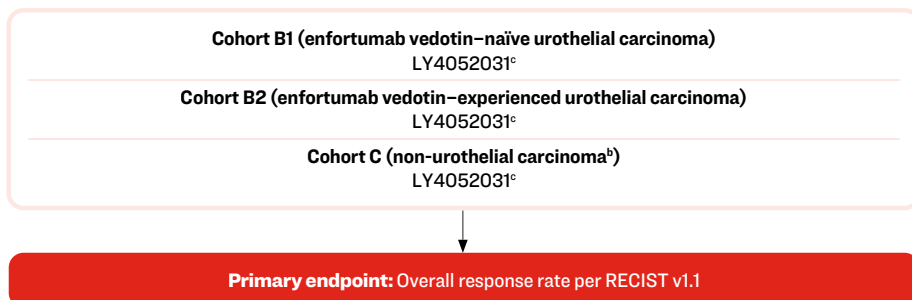 Cohort B1 (enfortumab vedotin–naïve urothelial carcinoma)
LY4052031ᶜ
Cohort B2 (enfortumab vedotin–experienced urothelial carcinoma)
LY4052031ᶜ
Cohort C (non-urothelial carcinomaᵇ)
LY4052031ᶜ
Primary endpoint: Overall response rate per RECIST v1.1